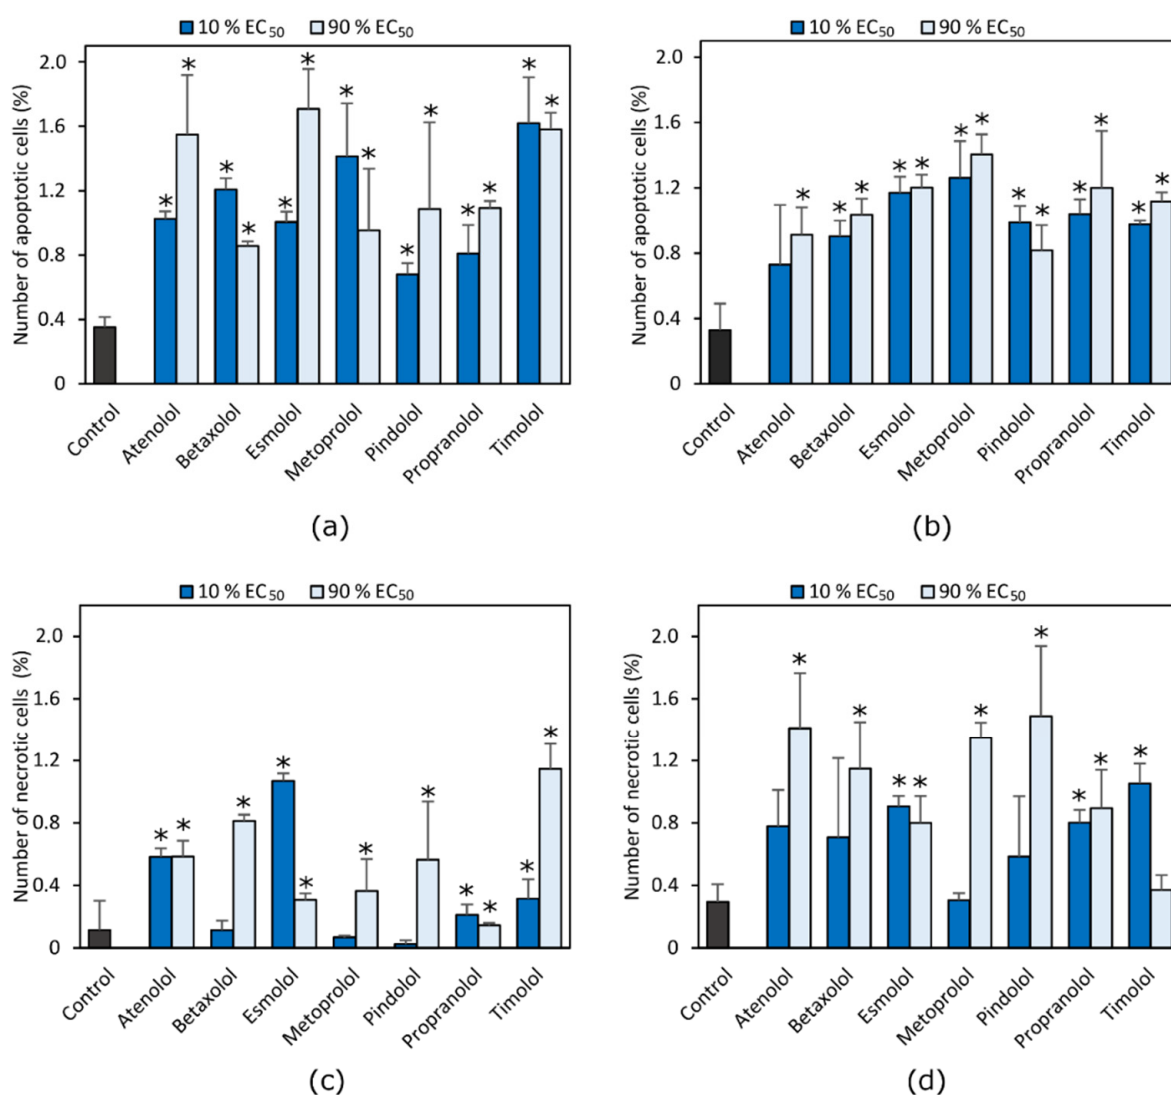 10 % EC50 90 % EC50
Number of apoptotic cells (%)
2.0
1.6
1.2
0.8
0.4
0
* * * * * * * * * * * * * *
Control
Atenolol
Betaxolol
Esmolol
Metoprolol
Pindolol
Propranolol
Timolol
(a)
10 % EC50 90 % EC50
Number of apoptotic cells (%)
2.0
1.6
1.2
0.8
0.4
0
* * * * * * * * * * * * *
Control
Atenolol
Betaxolol
Esmolol
Metoprolol
Pindolol
Propranolol
Timolol
(b)
10 % EC50 90 % EC50
Number of necrotic cells (%)
2.0
1.6
1.2
0.8
0.4
0
* * * * * * * * * * *
Control
Atenolol
Betaxolol
Esmolol
Metoprolol
Pindolol
Propranolol
Timolol
(c)
10 % EC50 90 % EC50
Number of necrotic cells (%)
2.0
1.6
1.2
0.8
0.4
0
* * * * * * * * *
Control
Atenolol
Betaxolol
Esmolol
Metoprolol
Pindolol
Propranolol
Timolol
(d)